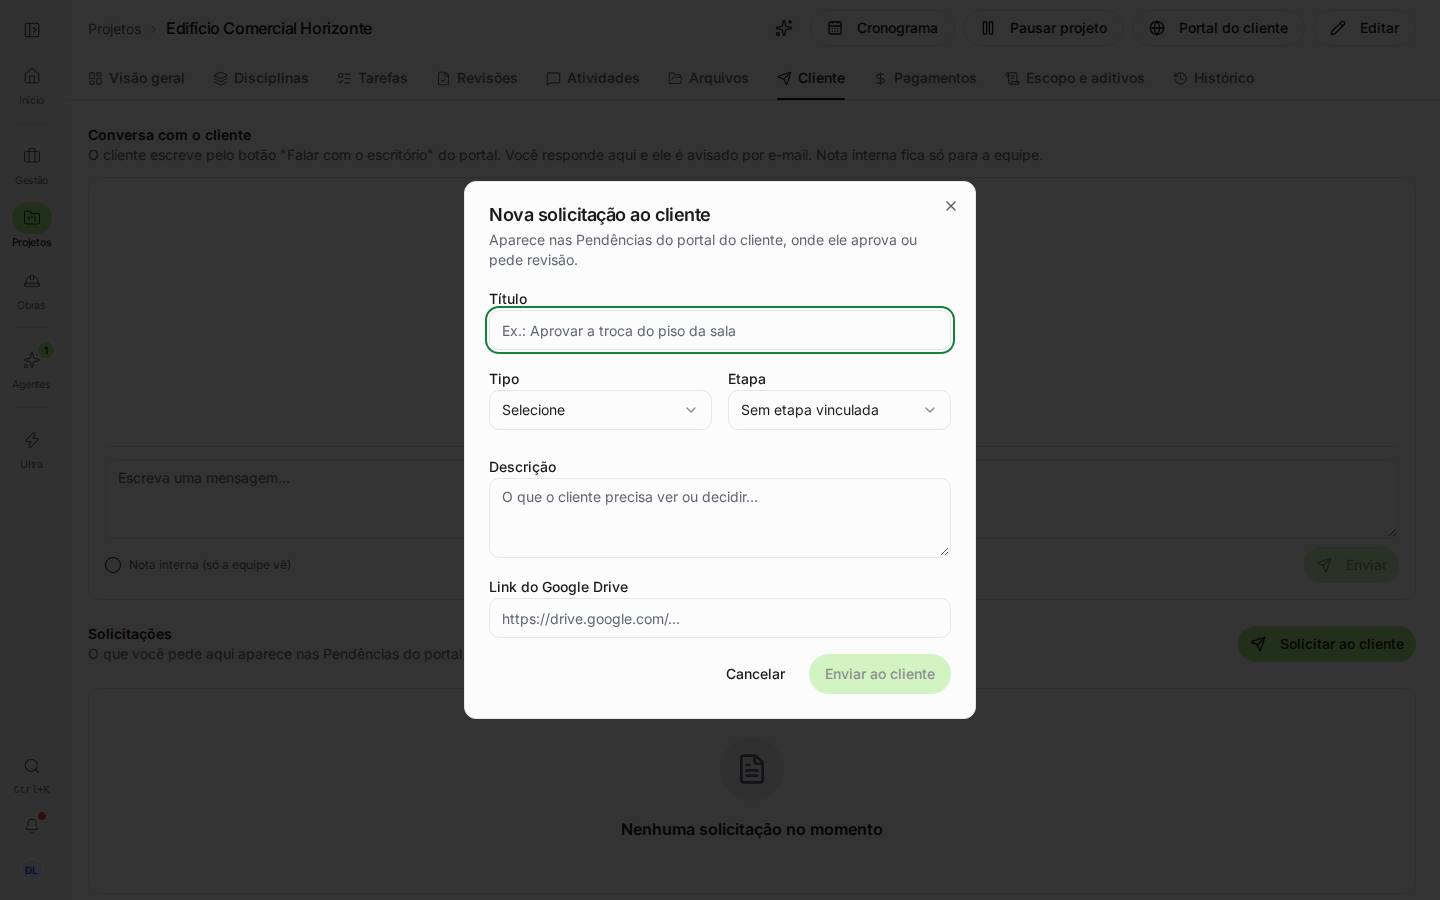 Projetos
Edifício Comercial Horizonte
Cronograma
Pausar projeto
Portal do cliente
Editar
Visão geral
Disciplinas
Tarefas
Revisões
Atividades
Arquivos
Cliente
Pagamentos
Escopo e aditivos
Histórico
Início
Gestão
Projetos
Obras
1
Agentes
Ultra
Ctrl+K
DL
Conversa com o cliente
O cliente escreve pelo botão "Falar com o escritório" do portal. Você responde aqui e ele é avisado por e-mail. Nota interna fica só para a equipe.
Escreva uma mensagem...
Nota interna (só a equipe vê)
Enviar
Solicitações
O que você pede aqui aparece nas Pendências do portal
Solicitar ao cliente
Nenhuma solicitação no momento
Nova solicitação ao cliente
Aparece nas Pendências do portal do cliente, onde ele aprova ou
pede revisão.
Título
Ex.: Aprovar a troca do piso da sala
Tipo
Etapa
Selecione
Sem etapa vinculada
Descrição
O que o cliente precisa ver ou decidir...
Link do Google Drive
https://drive.google.com/...
Cancelar
Enviar ao cliente